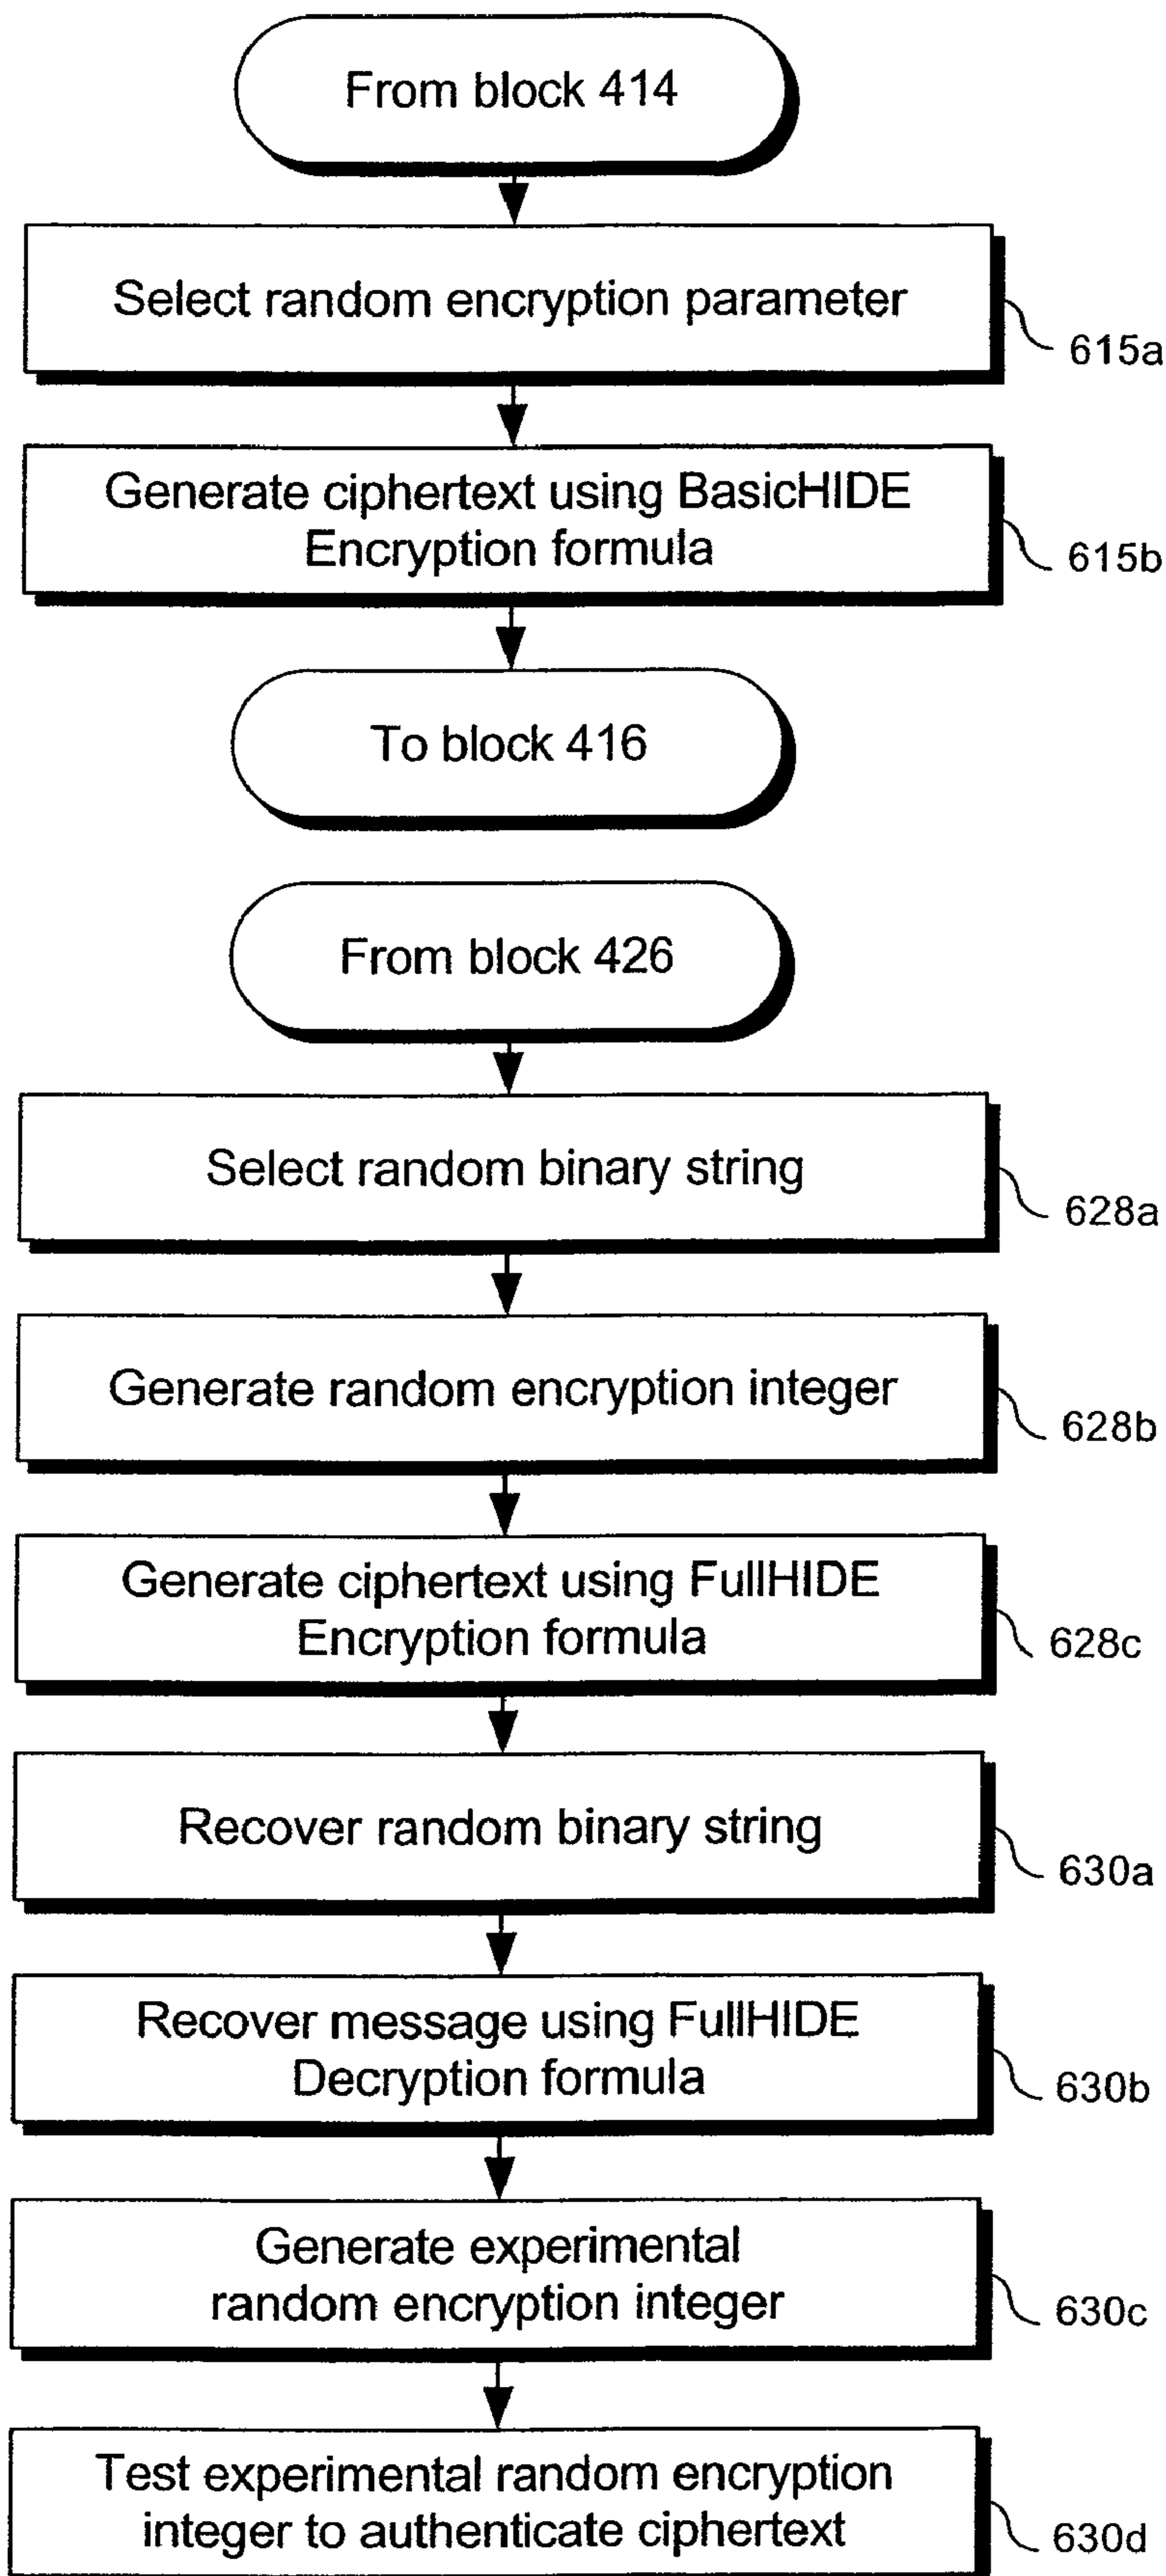 From block 414
Select random encryption parameter
615a
Generate ciphertext using BasicHIDE
Encryption formula
615b
To block 416
From block 426
Select random binary string
628a
Generate random encryption integer
628b
Generate ciphertext using FullHIDE
Encryption formula
628c
Recover random binary string
630a
Recover message using FullHIDE
Decryption formula
630b
Generate experimental
random encryption integer
630c
Test experimental random encryption
integer to authenticate ciphertext
630d